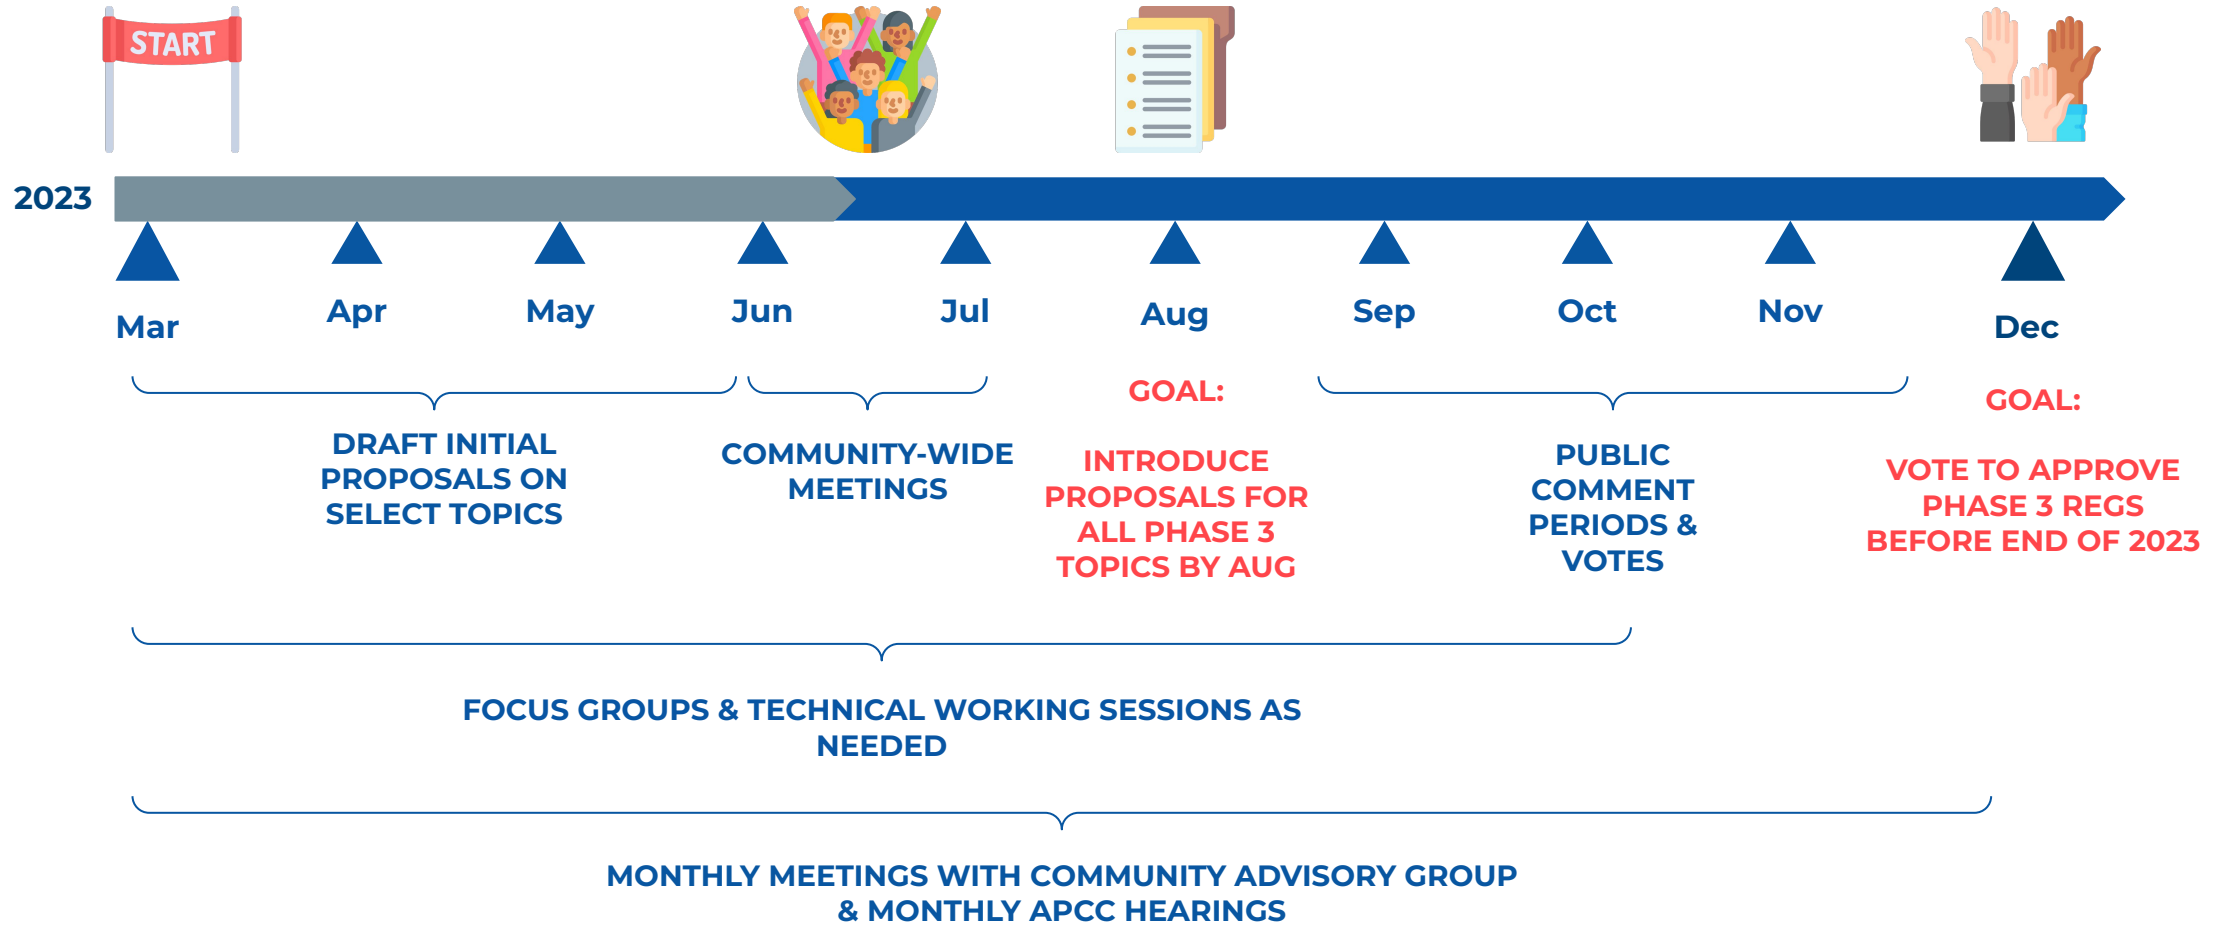 START
2023
Mar
Apr
May
Jun
Jul
Aug
Sep
Oct
Nov
Dec
DRAFT INITIAL
PROPOSALS ON
SELECT TOPICS
COMMUNITY-WIDE
MEETINGS
GOAL:
INTRODUCE
PROPOSALS FOR
ALL PHASE 3
TOPICS BY AUG
PUBLIC
COMMENT
PERIODS &
VOTES
GOAL:
VOTE TO APPROVE
PHASE 3 REGS
BEFORE END OF 2023
FOCUS GROUPS & TECHNICAL WORKING SESSIONS AS
NEEDED
MONTHLY MEETINGS WITH COMMUNITY ADVISORY GROUP
& MONTHLY APCC HEARINGS